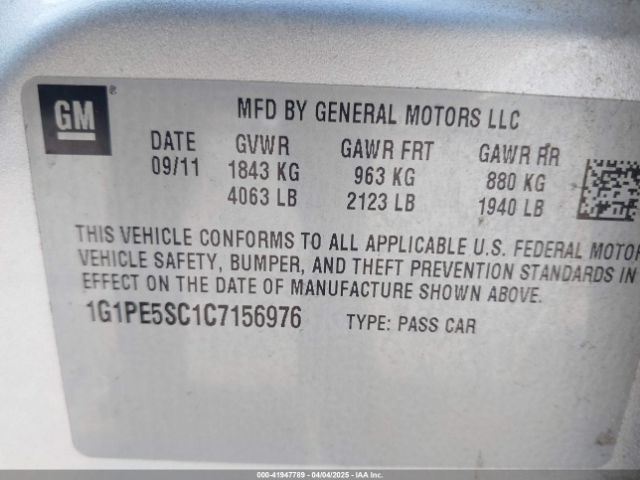 GM ®
MFD BY GENERAL MOTORS LLC
DATE GVWR GAWR FRT GAWR RR
09/11 1843 KG 963 KG 880 KG
4063 LB 2123 LB 1940 LB
THIS VEHICLE CONFORMS TO ALL APPLICABLE U.S. FEDERAL MOTOR
VEHICLE SAFETY, BUMPER, AND THEFT PREVENTION STANDARDS IN
EFFECT ON THE DATE OF MANUFACTURE SHOWN ABOVE.
1G1PE5SC1C7156976 TYPE: PASS CAR
000-41947789 - 04/04/2025 - IAA Inc.